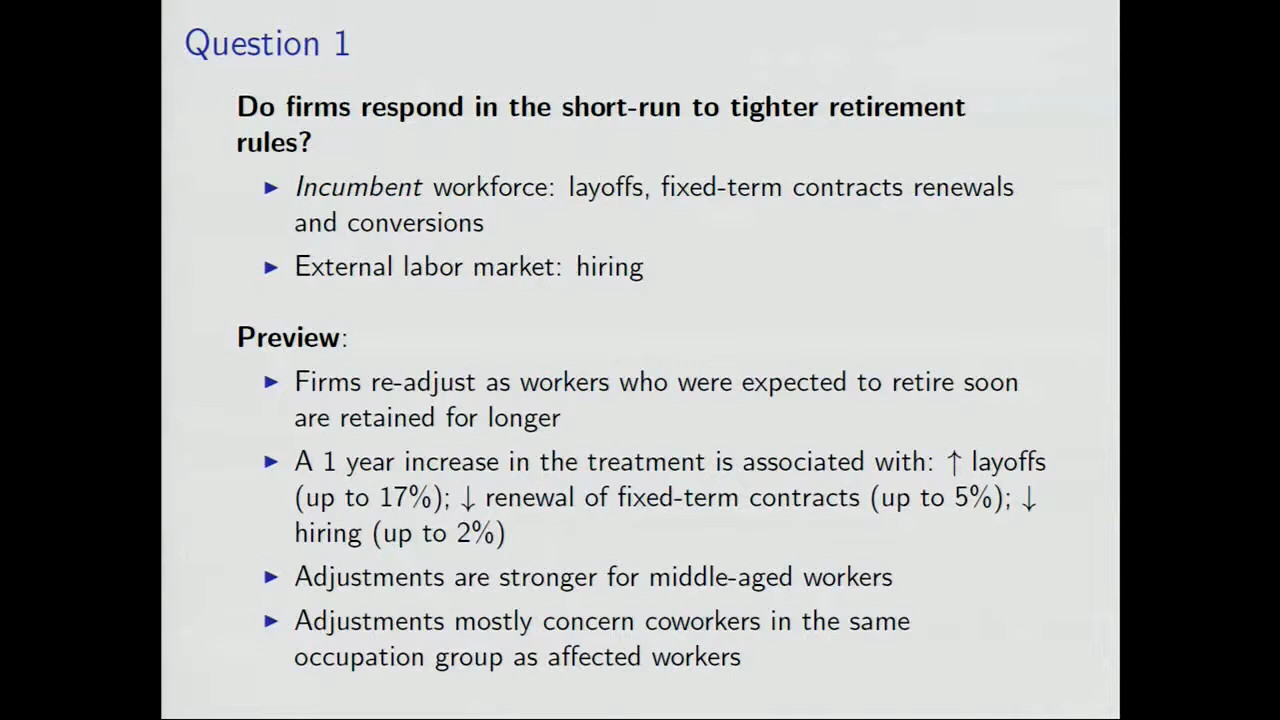 Question 1
Do firms respond in the short-run to tighter retirement
rules?
▶ Incumbent workforce: layoffs, fixed-term contracts renewals
and conversions
▶ External labor market: hiring
Preview:
▶ Firms re-adjust as workers who were expected to retire soon
are retained for longer
▶ A 1 year increase in the treatment is associated with: ↑ layoffs
(up to 17%); ↓ renewal of fixed-term contracts (up to 5%); ↓
hiring (up to 2%)
▶ Adjustments are stronger for middle-aged workers
▶ Adjustments mostly concern coworkers in the same
occupation group as affected workers